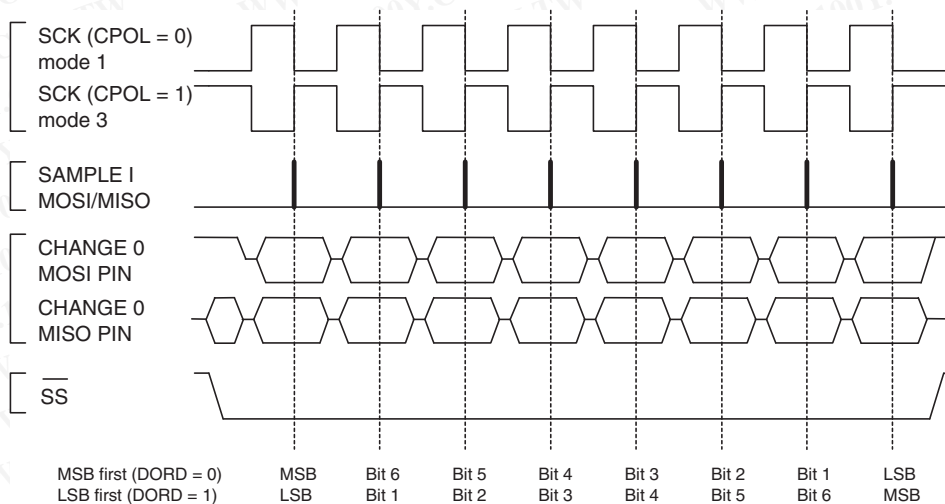 SCK (CPOL = 0)
mode 1
SCK (CPOL = 1)
mode 3
SAMPLE I
MOSI/MISO
CHANGE 0
MOSI PIN
CHANGE 0
MISO PIN
SS
MSB first (DORD = 0) MSB Bit 6 Bit 5 Bit 4 Bit 3 Bit 2 Bit 1 LSB
LSB first (DORD = 1) LSB Bit 1 Bit 2 Bit 3 Bit 4 Bit 5 Bit 6 MSB